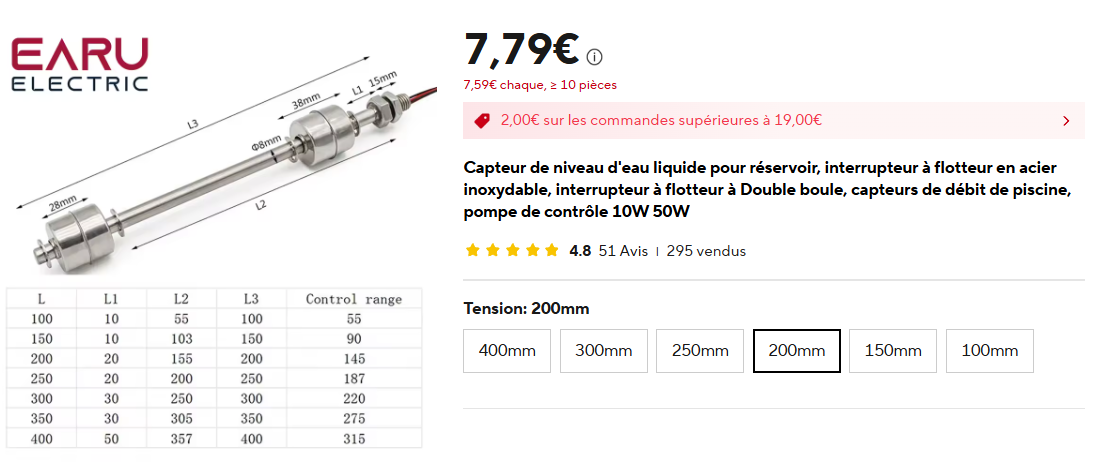 EARU
ELECTRIC
L3
38mm
L1
15mm
Φ8mm
28mm
L2
L L1 L2 L3 Control range
100 10 55 100 55
150 10 103 150 90
200 20 155 200 145
250 20 200 250 187
300 30 250 300 220
350 30 305 350 275
400 50 357 400 315
7,79€
7,59€ chaque, ≥ 10 pièces
2,00€ sur les commandes supérieures à 19,00€
Capteur de niveau d'eau liquide pour réservoir, interrupteur à flotteur en acier
inoxydable, interrupteur à flotteur à Double boule, capteurs de débit de piscine,
pompe de contrôle 10W 50W
4.8 51 Avis | 295 vendus
Tension: 200mm
400mm 300mm 250mm 200mm 150mm 100mm